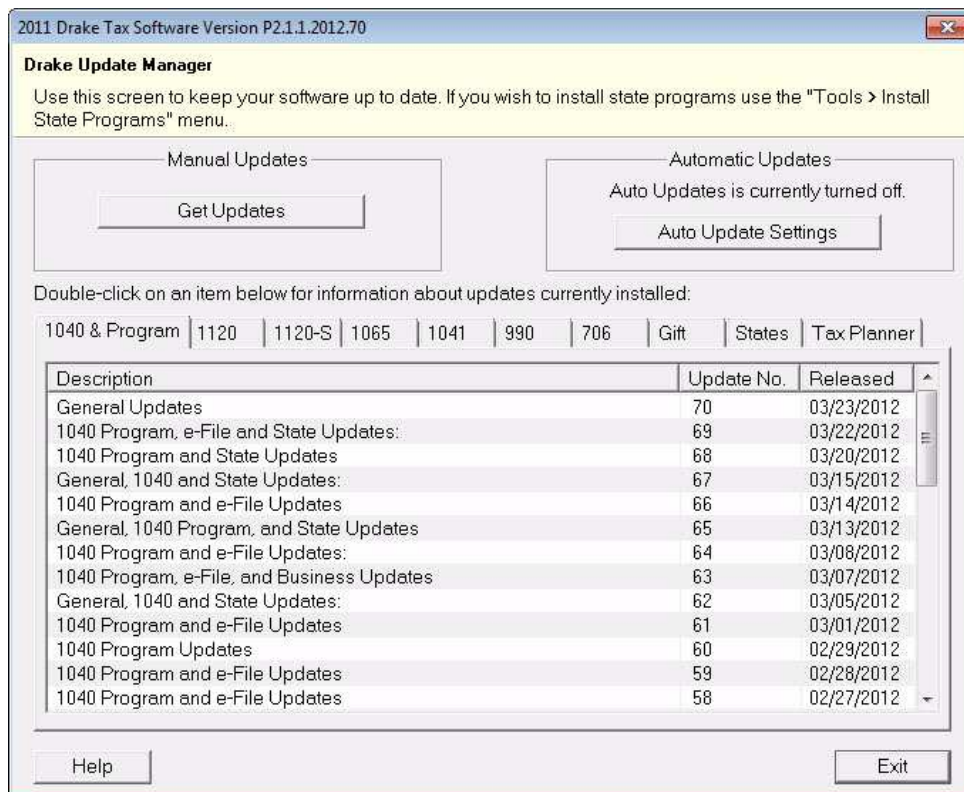 2011 Drake Tax Software Version P2.1.1.2012.70
Drake Update Manager
Use this screen to keep your software up to date. If you wish to install state programs use the "Tools > Install
State Programs" menu.
Manual Updates
Get Updates
Automatic Updates
Auto Updates is currently turned off.
Auto Update Settings
Double-click on an item below for information about updates currently installed:
1040 & Program 1120 1120-S 1065 1041 990 706 Gift States Tax Planner
Description Update No. Released
General Updates 70 03/23/2012
1040 Program, e-File and State Updates: 69 03/22/2012
1040 Program and State Updates 68 03/20/2012
General, 1040 and State Updates: 67 03/15/2012
1040 Program and e-File Updates 66 03/14/2012
General, 1040 Program, and State Updates 65 03/13/2012
1040 Program and e-File Updates: 64 03/08/2012
1040 Program, e-File, and Business Updates 63 03/07/2012
General, 1040 and State Updates: 62 03/05/2012
1040 Program and e-File Updates 61 03/01/2012
1040 Program Updates 60 02/29/2012
1040 Program and e-File Updates 59 02/28/2012
1040 Program and e-File Updates 58 02/27/2012
Help Exit